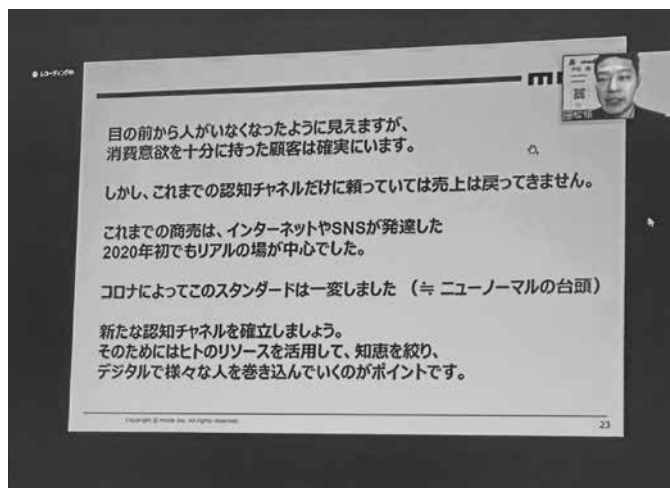 レコーディング中
目の前から人がいなくなったように見えますが、
消費意欲を十分に持った顧客は確実にいます。
しかし、これまでの認知チャネルだけに頼っていては売上は戻ってきません。
これまでの商売は、インターネットやSNSが発達した
2020年初でもリアルの場が中心でした。
コロナによってこのスタンダードは一変しました （≒ ニューノーマルの台頭）
新たな認知チャネルを確立しましょう。
そのためにはヒトのリソースを活用して、知恵を絞り、
デジタルで様々な人を巻き込んでいくのがポイントです。
All rights reserved.
23